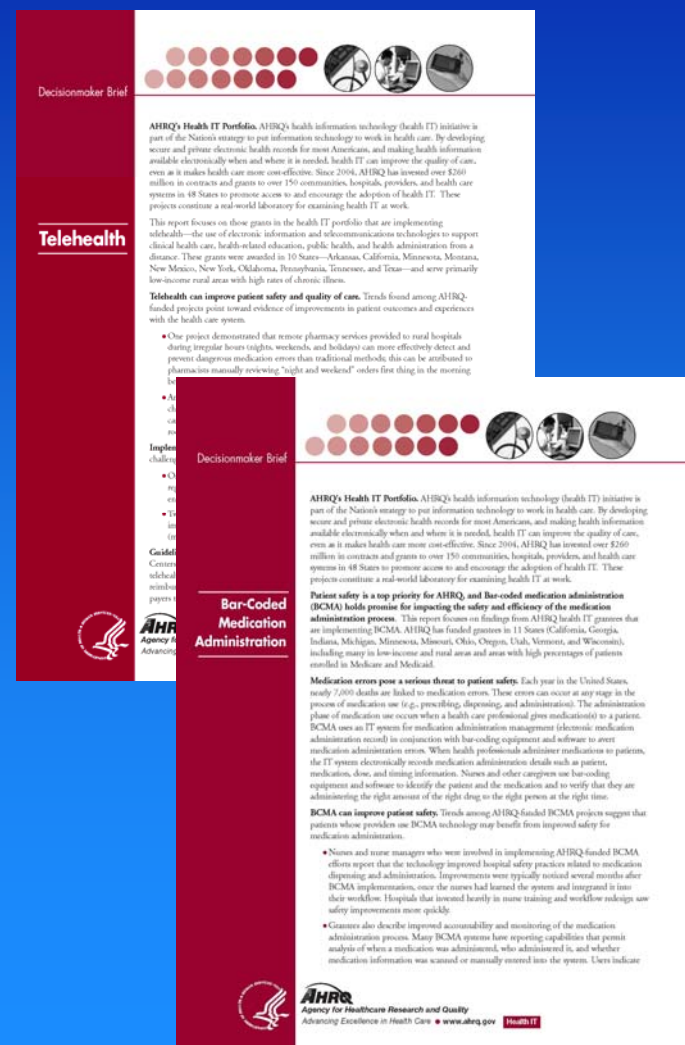 Decisionmaker Brief
Telehealth
AHRQ's Health IT Portfolio. AHRQ's health information technology (health IT) initiative is
part of the Nation's strategy to put information technology to work in health care. By developing
secure and private electronic health records for most Americans, and making health information
available electronically when and where it is needed, health IT can improve the quality of care,
even as it makes health care more cost-effective. Since 2004, AHRQ has invested over $260
million in contracts and grants to over 150 communities, hospitals, providers, and health care
systems in 48 States to promote access to and encourage the adoption of health IT. These
projects constitute a real-world laboratory for examining health IT at work.
This report focuses on those grants in the health IT portfolio that are implementing
telehealth—the use of electronic information and telecommunications technologies to support
clinical health care, health-related education, public health, and health administration from a
distance. These grants were awarded in 10 States—Arkansas, California, Minnesota, Montana,
New Mexico, New York, Oklahoma, Pennsylvania, Tennessee, and Texas—and serve primarily
low-income rural areas with high rates of chronic illness.
Telehealth can improve patient safety and quality of care. Trends found among AHRQ-
funded projects point toward evidence of improvements in patient outcomes and experiences
with the health care system.
• One project demonstrated that remote pharmacy services provided to rural hospitals
during irregular hours (nights, weekends, and holidays) can more effectively detect and
prevent dangerous medication errors than traditional methods; this can be attributed to
pharmacists manually reviewing "night and weekend" orders first thing in the morning
Implem
challeng
Guideli
Center
telehealt
reimbu
payers
AHR
Agency f
Advancing
Decisionmaker Brief
Bar-Coded
Medication
Administration
AHRQ's Health IT Portfolio. AHRQ's health information technology (health IT) initiative is
part of the Nation's strategy to put information technology to work in health care. By developing
secure and private electronic health records for most Americans, and making health information
available electronically when and where it is needed, health IT can improve the quality of care,
even as it makes health care more cost-effective. Since 2004, AHRQ has invested over $260
million in contracts and grants to over 150 communities, hospitals, providers, and health care
systems in 48 States to promote access to and encourage the adoption of health IT. These
projects constitute a real-world laboratory for examining health IT at work.
Patient safety is a top priority for AHRQ, and Bar-coded medication administration
(BCMA) holds promise for impacting the safety and efficiency of the medication
administration process. This report focuses on findings from AHRQ health IT grantees that
are implementing BCMA. AHRQ has funded grantees in 11 States (California, Georgia,
Indiana, Michigan, Minnesota, Missouri, Ohio, Oregon, Utah, Vermont, and Wisconsin),
including many in low-income and rural areas and areas with high percentages of patients
enrolled in Medicare and Medicaid.
Medication errors pose a serious threat to patient safety. Each year in the United States,
nearly 7,000 deaths are linked to medication errors. These errors can occur at any stage in the
process of medication use (e.g., prescribing, dispensing, and administration). The administration
phase of medication use occurs when a health care professional gives medication(s) to a patient.
BCMA uses an IT system for medication administration management (electronic medication
administration record) in conjunction with bar-coding equipment and software to avert
medication administration errors. When health professionals administer medications to patients,
the IT system electronically records medication administration details such as patient,
medication, dose, and timing information. Nurses and other caregivers use bar-coding
equipment and software to identify the patient and the medication and to verify that they are
administering the right amount of the right drug to the right person at the right time.
BCMA can improve patient safety. Trends among AHRQ-funded BCMA projects suggest that
patients whose providers use BCMA technology may benefit from improved safety for
medication administration.
• Nurses and nurse managers who were involved in implementing AHRQ-funded BCMA
efforts report that the technology improved hospital safety practices related to medication
dispensing and administration. Improvements were typically noticed several months after
BCMA implementation, once the nurses had learned the system and integrated it into
their workflow. Hospitals that invested heavily in nurse training and workflow redesign saw
safety improvements more quickly.
• Grantees also describe improved accountability and monitoring of the medication
administration process. Many BCMA systems have reporting capabilities that permit
analysis of when a medication was administered, who administered it, and whether
medication information was scanned or manually entered into the system. Users indicate
AHRQ
Agency for Healthcare Research and Quality
Advancing Excellence in Health Care • www.ahrq.gov Health IT